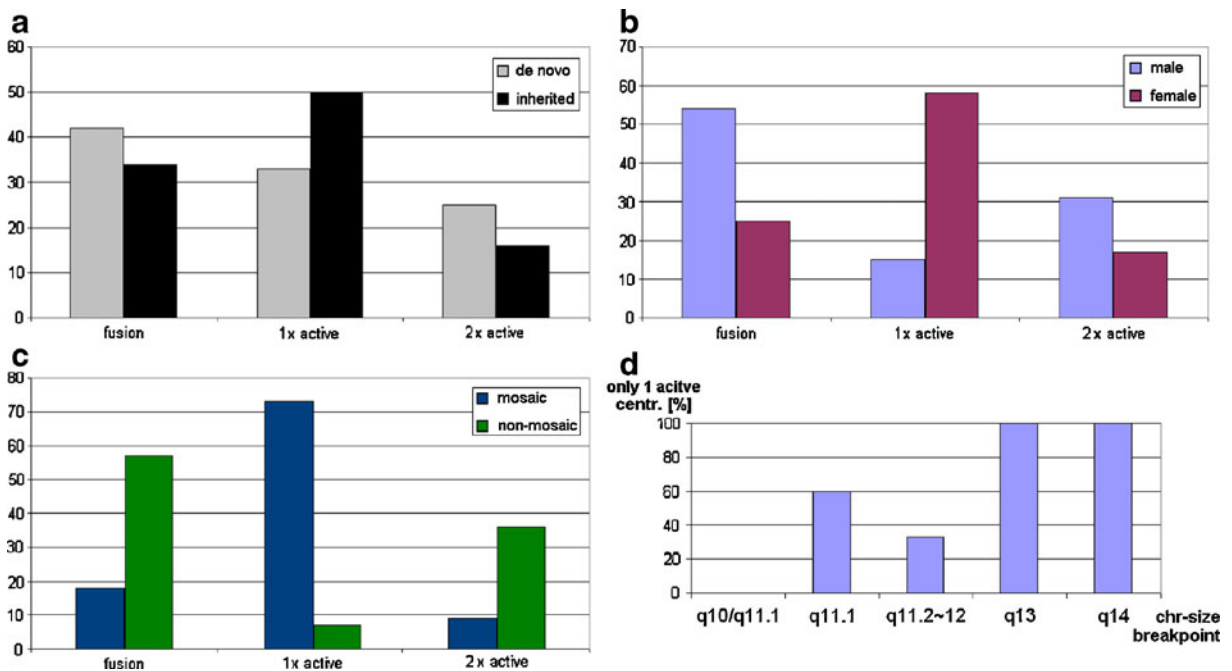 a
60
50
40
30
20
10
0
de novo
inherited
fusion
1x active
2x active
b
70
60
50
40
30
20
10
0
male
female
fusion
1x active
2x active
c
80
70
60
50
40
30
20
10
0
mosaic
non-mosaic
fusion
1x active
2x active
d
only 1 acitve
centr. [%]
100
80
60
40
20
0
q10/q11.1
q11.1
q11.2~12
q13
q14
chr-size
breakpoint